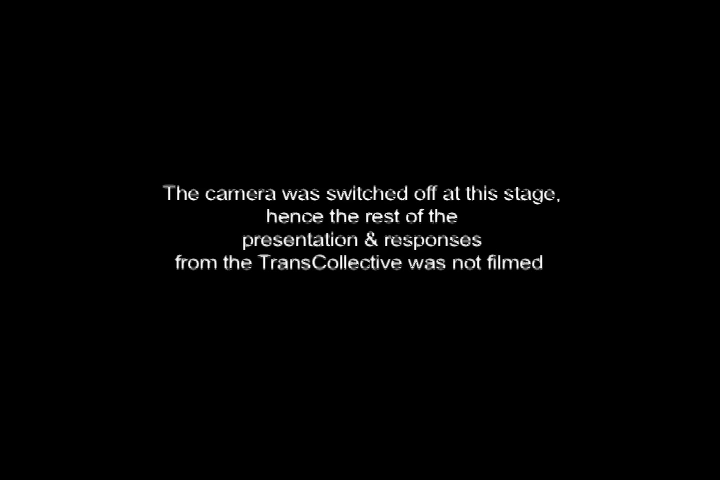 The camera was switched off at this stage,
hence the rest of the
presentation & responses
from the TransCollective was not filmed